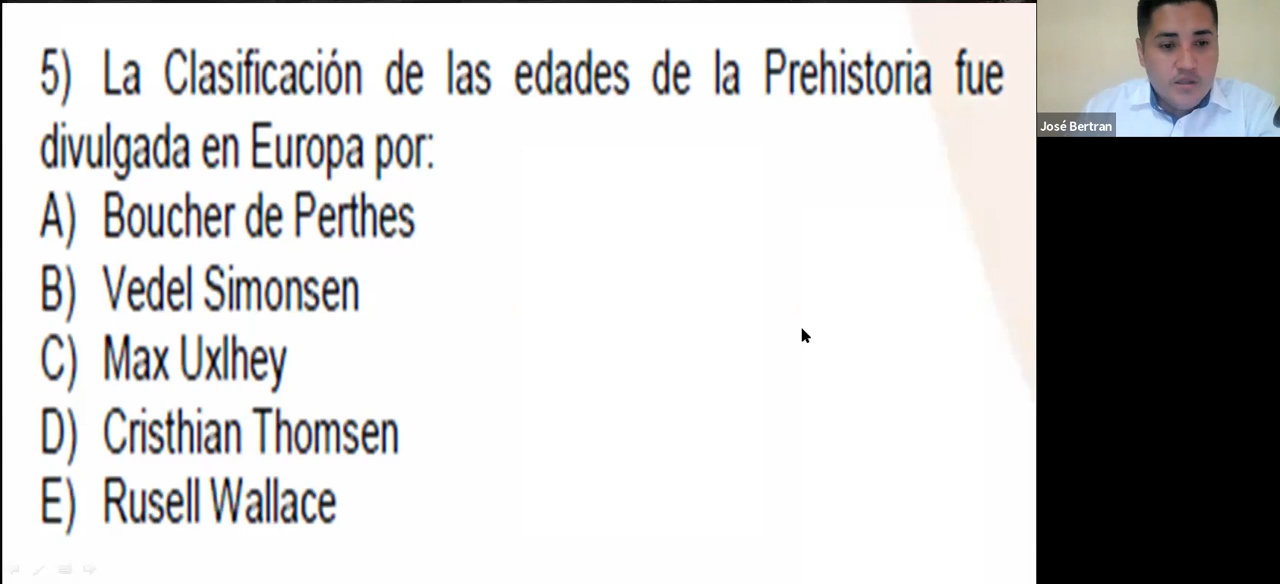 5) La Clasificación de las edades de la Prehistoria fue
divulgada en Europa por:
A) Boucher de Perthes
B) Vedel Simonsen
C) Max Uxlhey
D) Cristhian Thomsen
E) Rusell Wallace
José Bertran